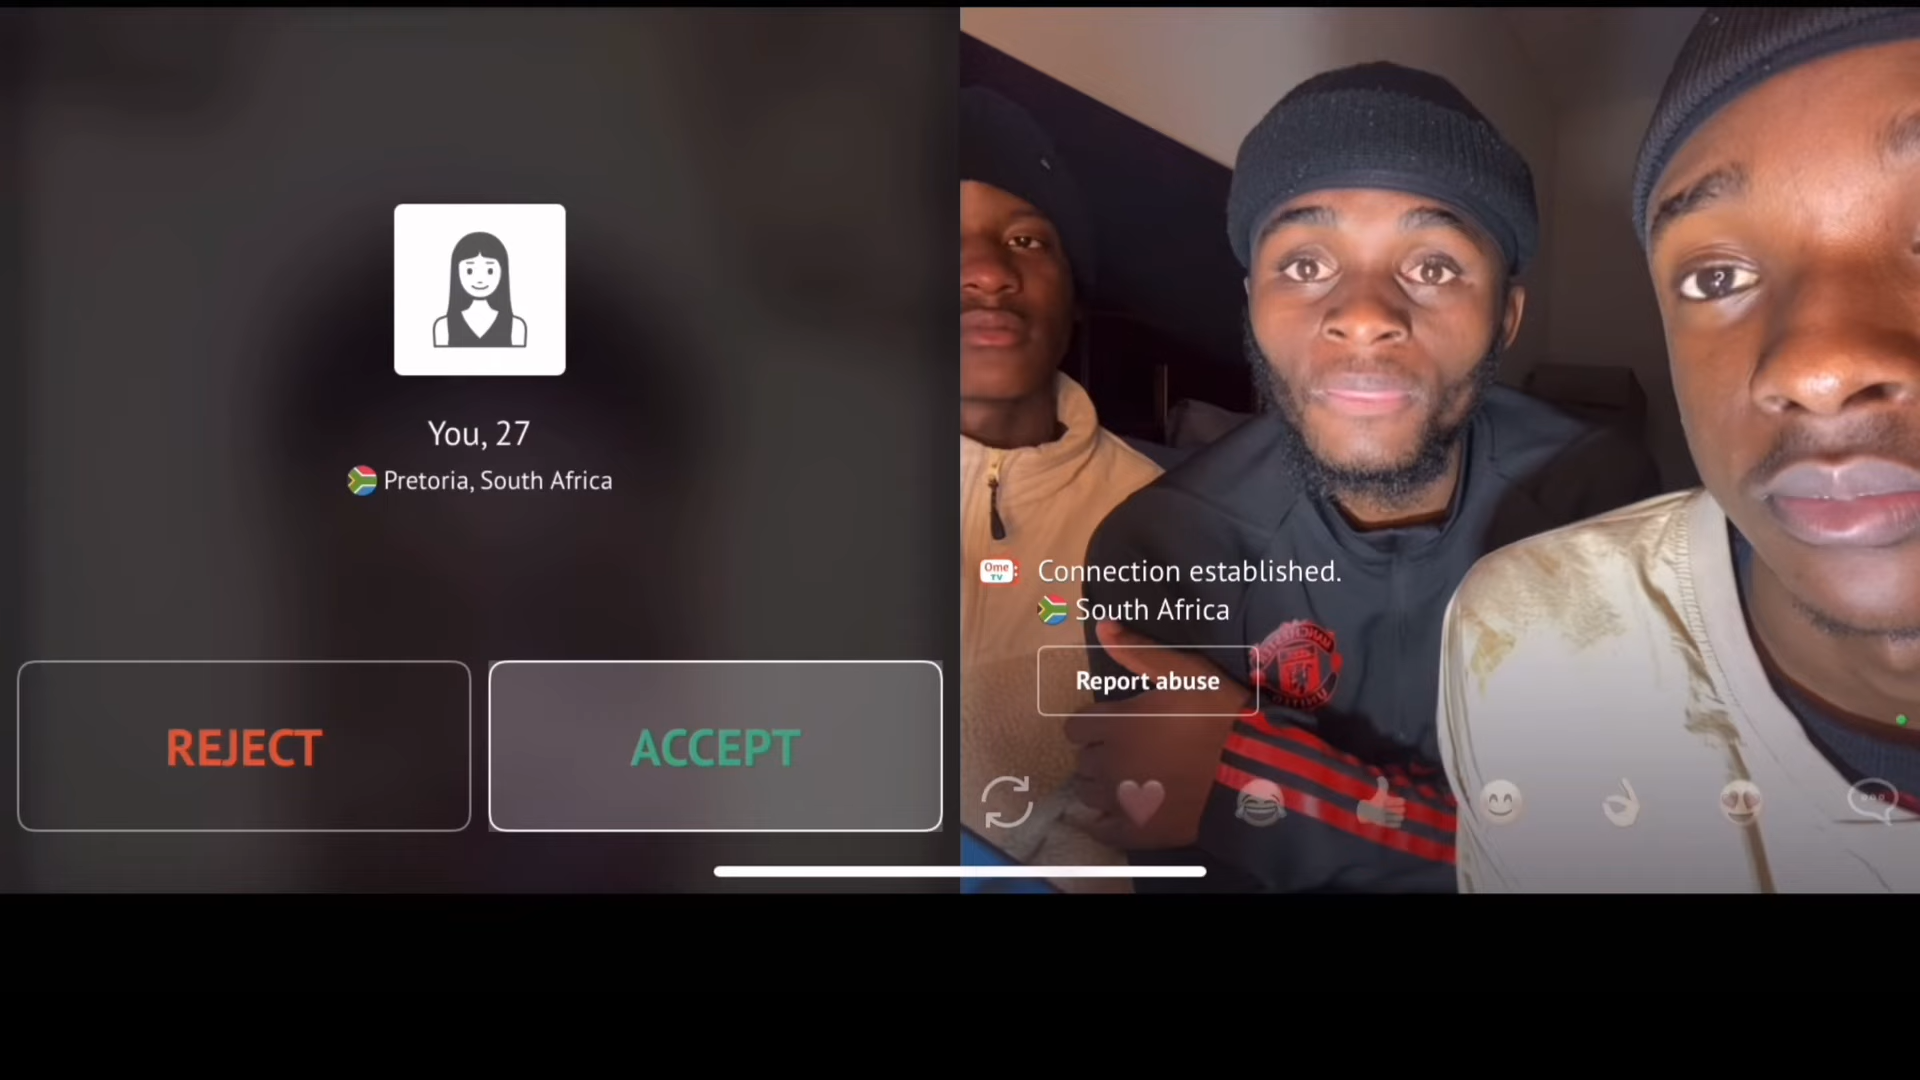 You, 27
Pretoria, South Africa
REJECT
ACCEPT
Ome
TV
Connection established.
South Africa
Report abuse